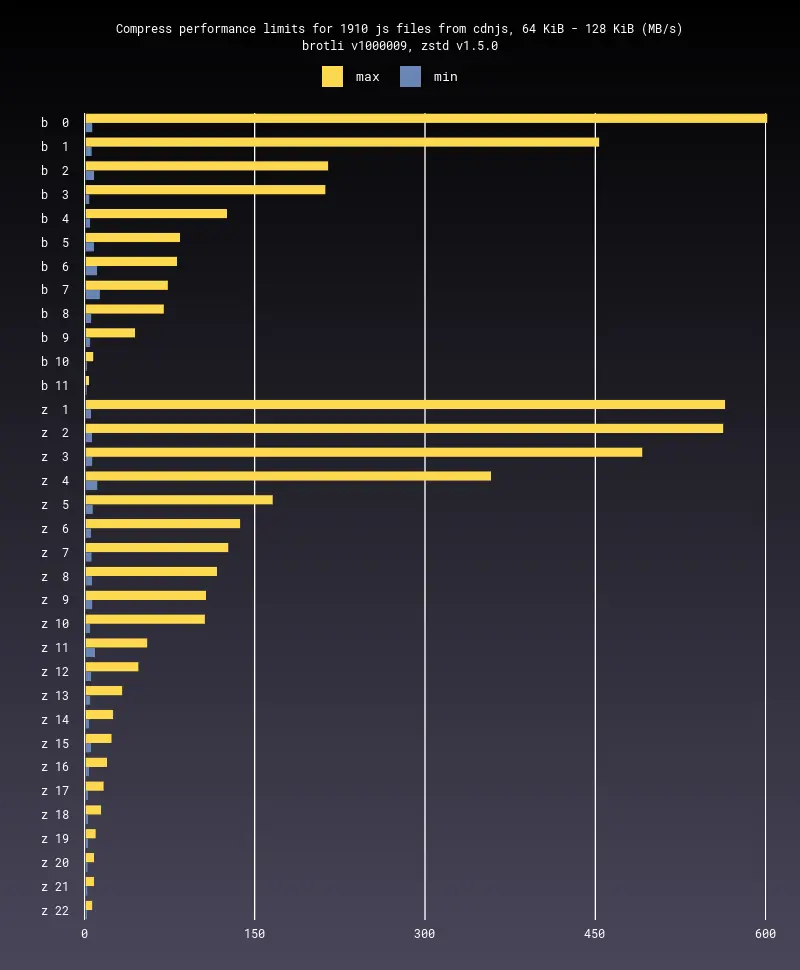 Compress performance limits for 1910 js files from cdnjs, 64 KiB - 128 KiB (MB/s)
brotli v1000009, zstd v1.5.0
max min
b 0
b 1
b 2
b 3
b 4
b 5
b 6
b 7
b 8
b 9
b 10
b 11
z 1
z 2
z 3
z 4
z 5
z 6
z 7
z 8
z 9
z 10
z 11
z 12
z 13
z 14
z 15
z 16
z 17
z 18
z 19
z 20
z 21
z 22
0 150 300 450 600